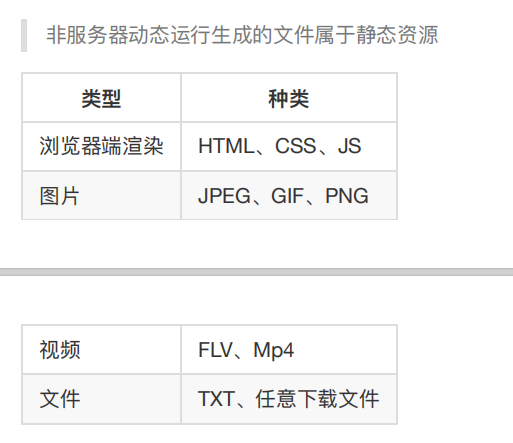 非服务器动态运行生成的文件属于静态资源
类型 种类
浏览器端渲染 HTML、CSS、JS
图片 JPEG、GIF、PNG
视频 FLV、Mp4
文件 TXT、任意下载文件